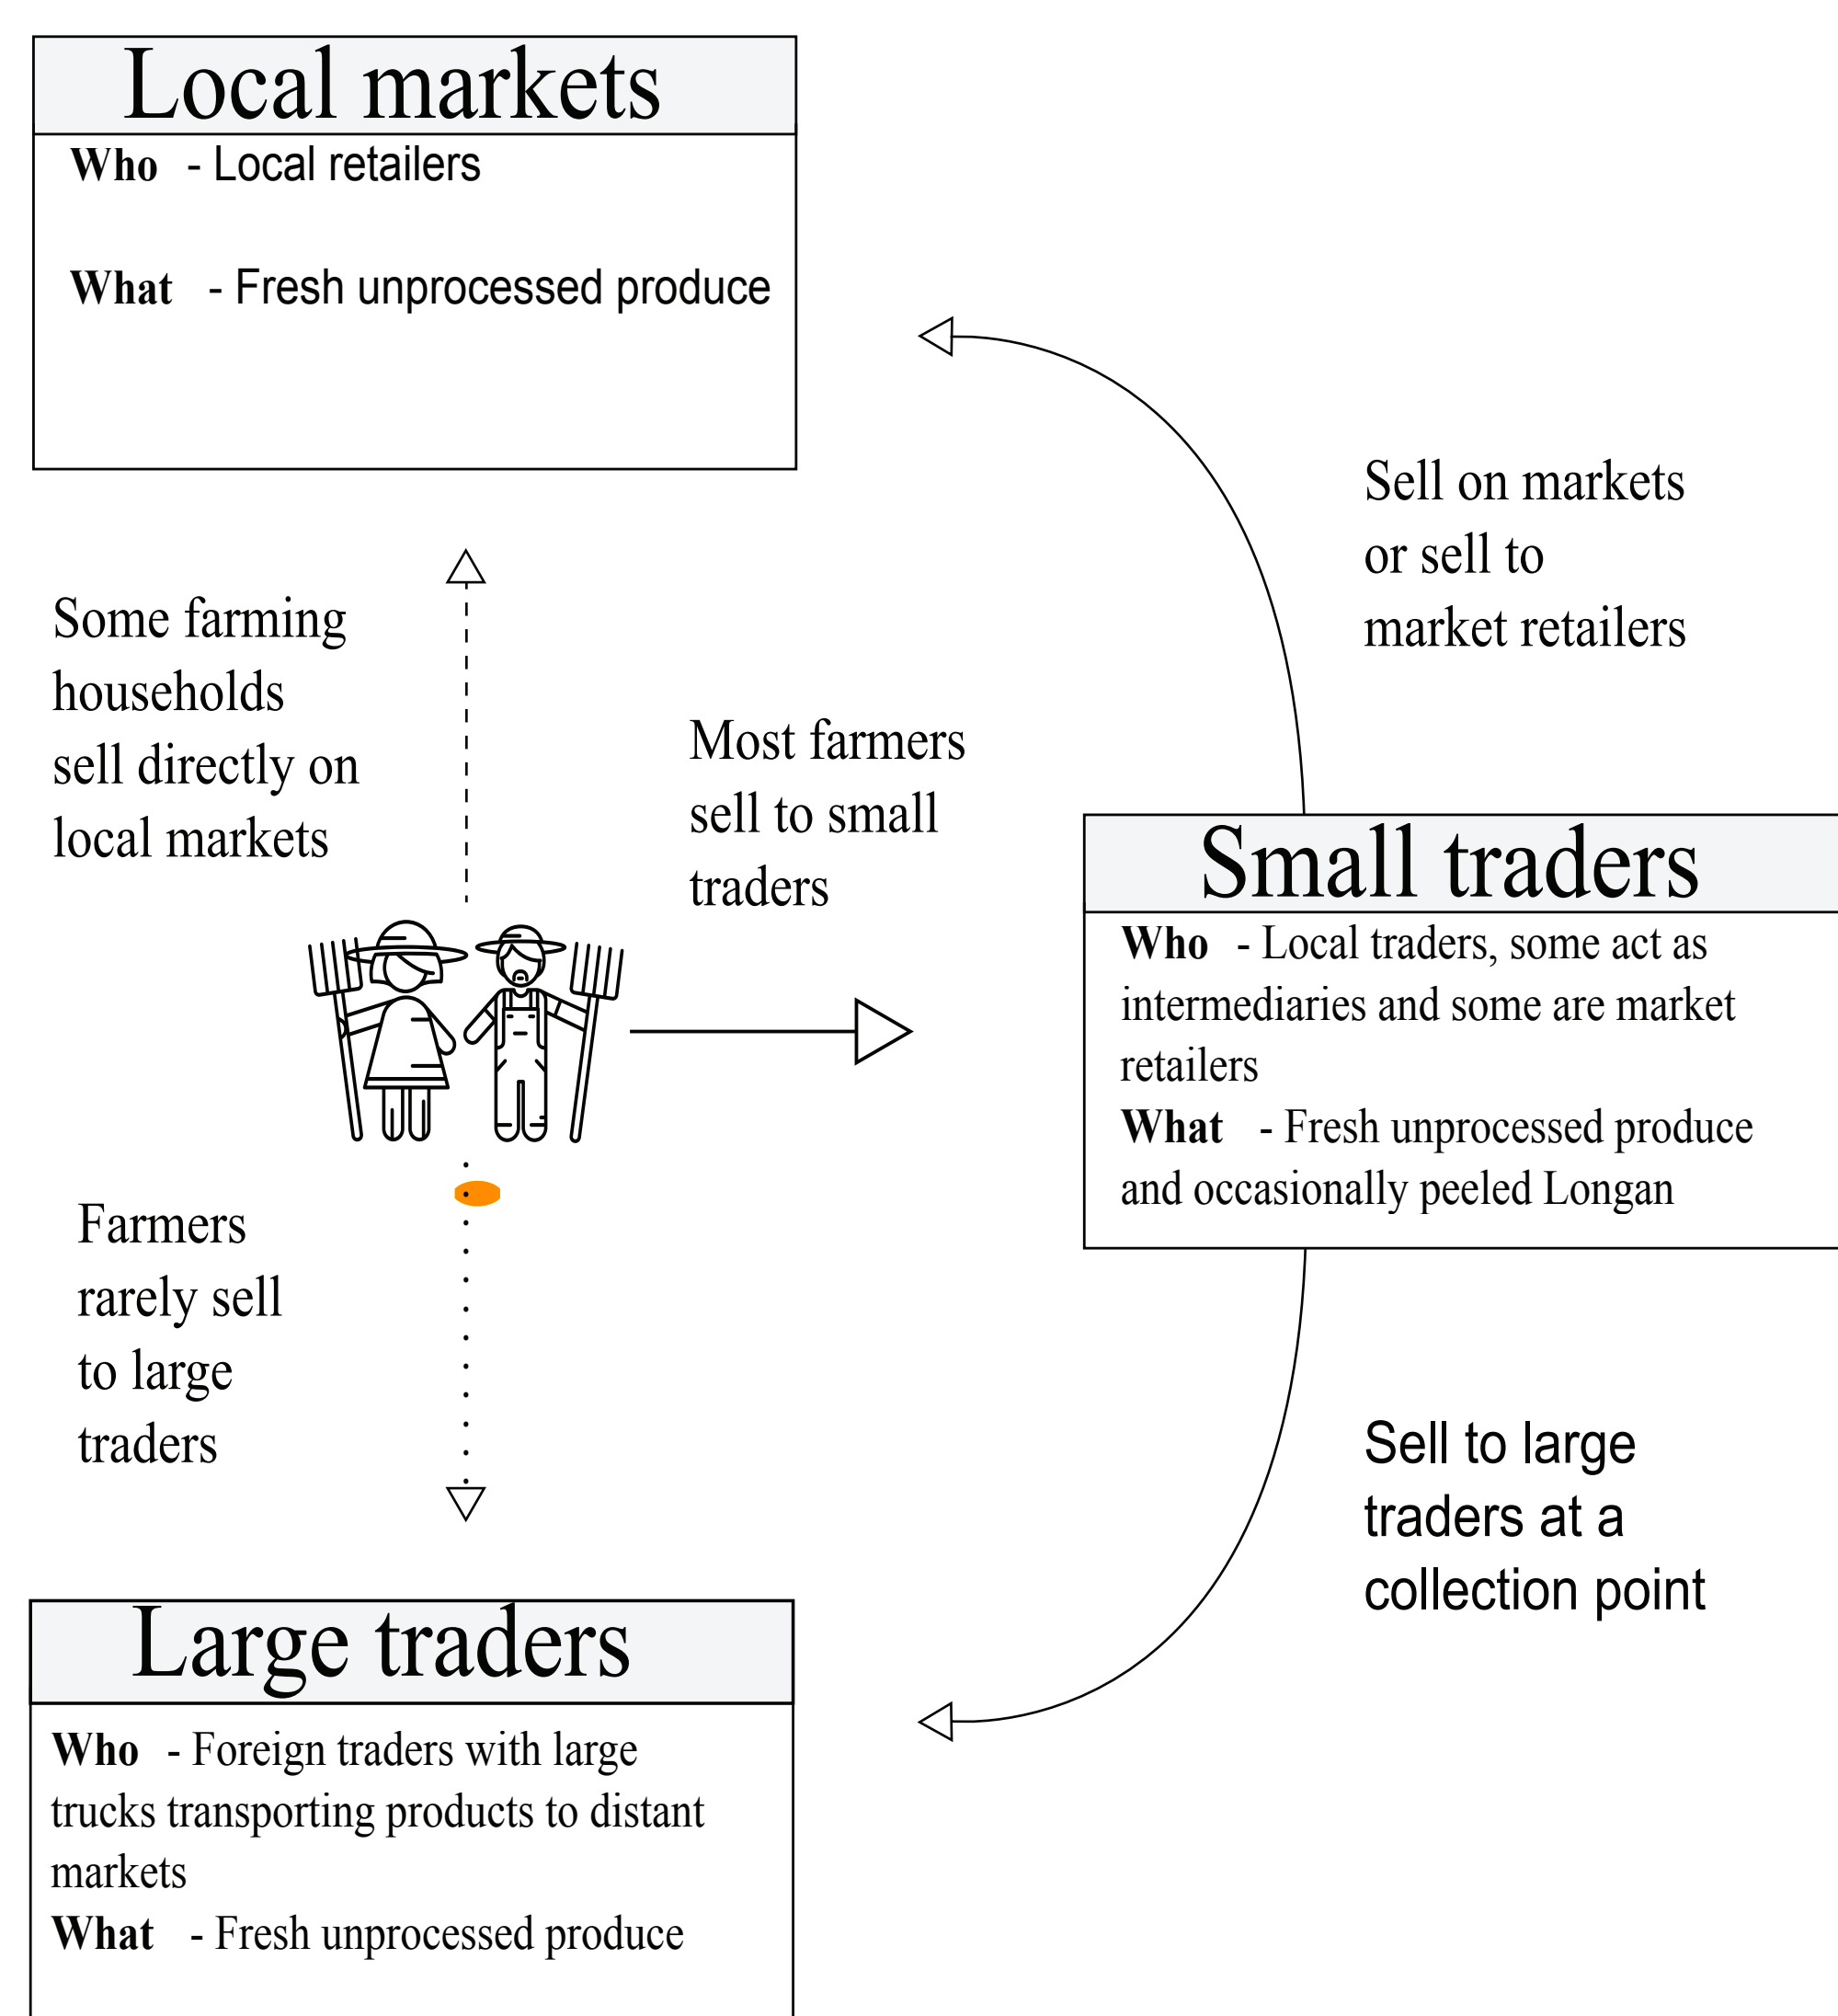 Local markets
Who - Local retailers
What - Fresh unprocessed produce
Some farming
households
sell directly on
local markets
Most farmers
sell to small
traders
Sell on markets
or sell to
market retailers
Small traders
Who - Local traders, some act as
intermediaries and some are market
retailers
What - Fresh unprocessed produce
and occasionally peeled Longan
Farmers
rarely sell
to large
traders
Sell to large
traders at a
collection point
Large traders
Who - Foreign traders with large
trucks transporting products to distant
markets
What - Fresh unprocessed produce